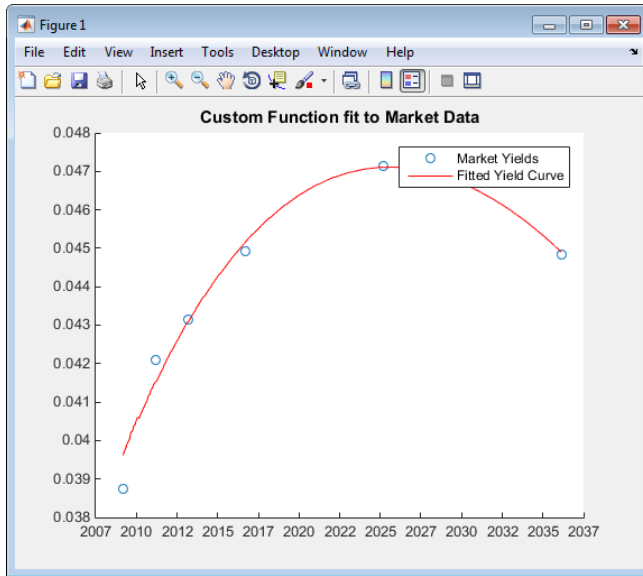 Figure 1
File Edit View Insert Tools Desktop Window Help
Custom Function fit to Market Data
0.048
Market Yields
Fitted Yield Curve
0.047
0.046
0.045
0.044
0.043
0.042
0.041
0.04
0.039
0.038
2007 2010 2012 2015 2017 2020 2022 2025 2027 2030 2032 2035 2037